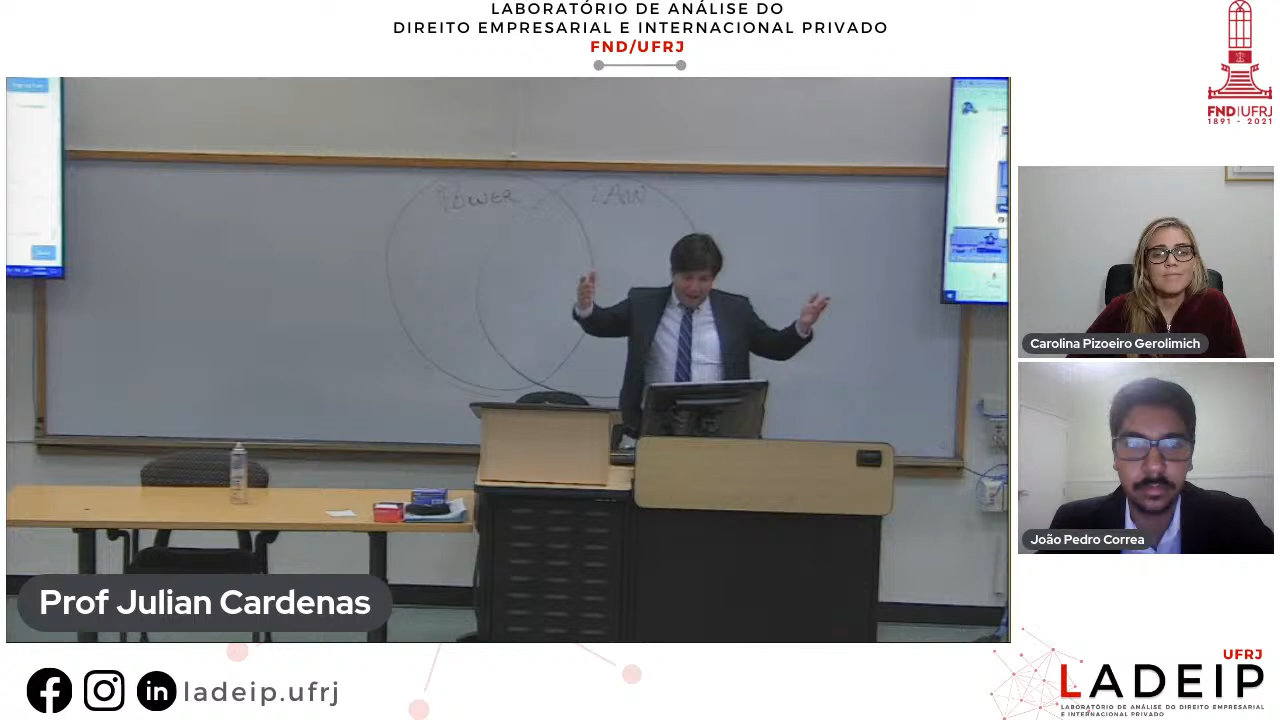 LABORATÓRIO DE ANÁLISE DO
DIREITO EMPRESARIAL E INTERNACIONAL PRIVADO
FND/UFRJ
FND|UFRJ
1891 - 2021
POWER
LAW
Carolina Pizoeiro Gerolimich
João Pedro Correa
Prof Julian Cardenas
in
ladeip.ufrj
UFRJ
LADEIP
LABORATÓRIO DE ANÁLISE DO DIREITO EMPRESARIAL
E INTERNACIONAL PRIVADO